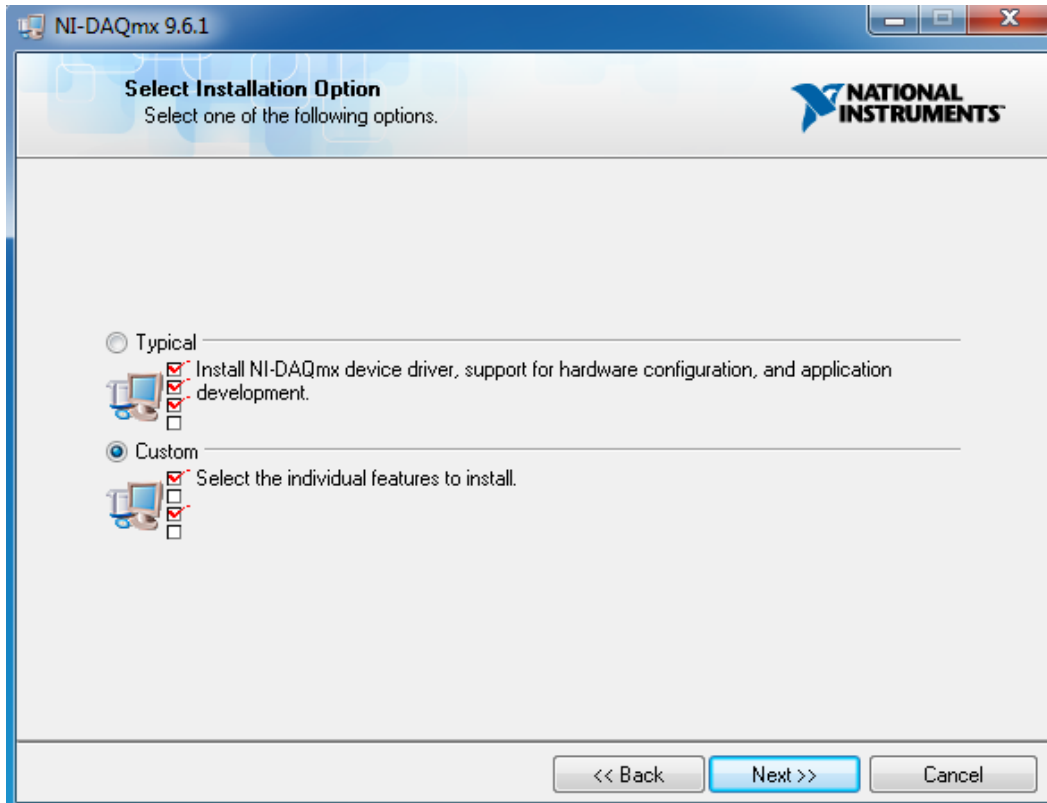 NI-DAQmx 9.6.1
Select Installation Option
Select one of the following options.
NATIONAL
INSTRUMENTS
Typical
Install NI-DAQmx device driver, support for hardware configuration, and application
development.
Custom
Select the individual features to install.
<< Back
Next >>
Cancel